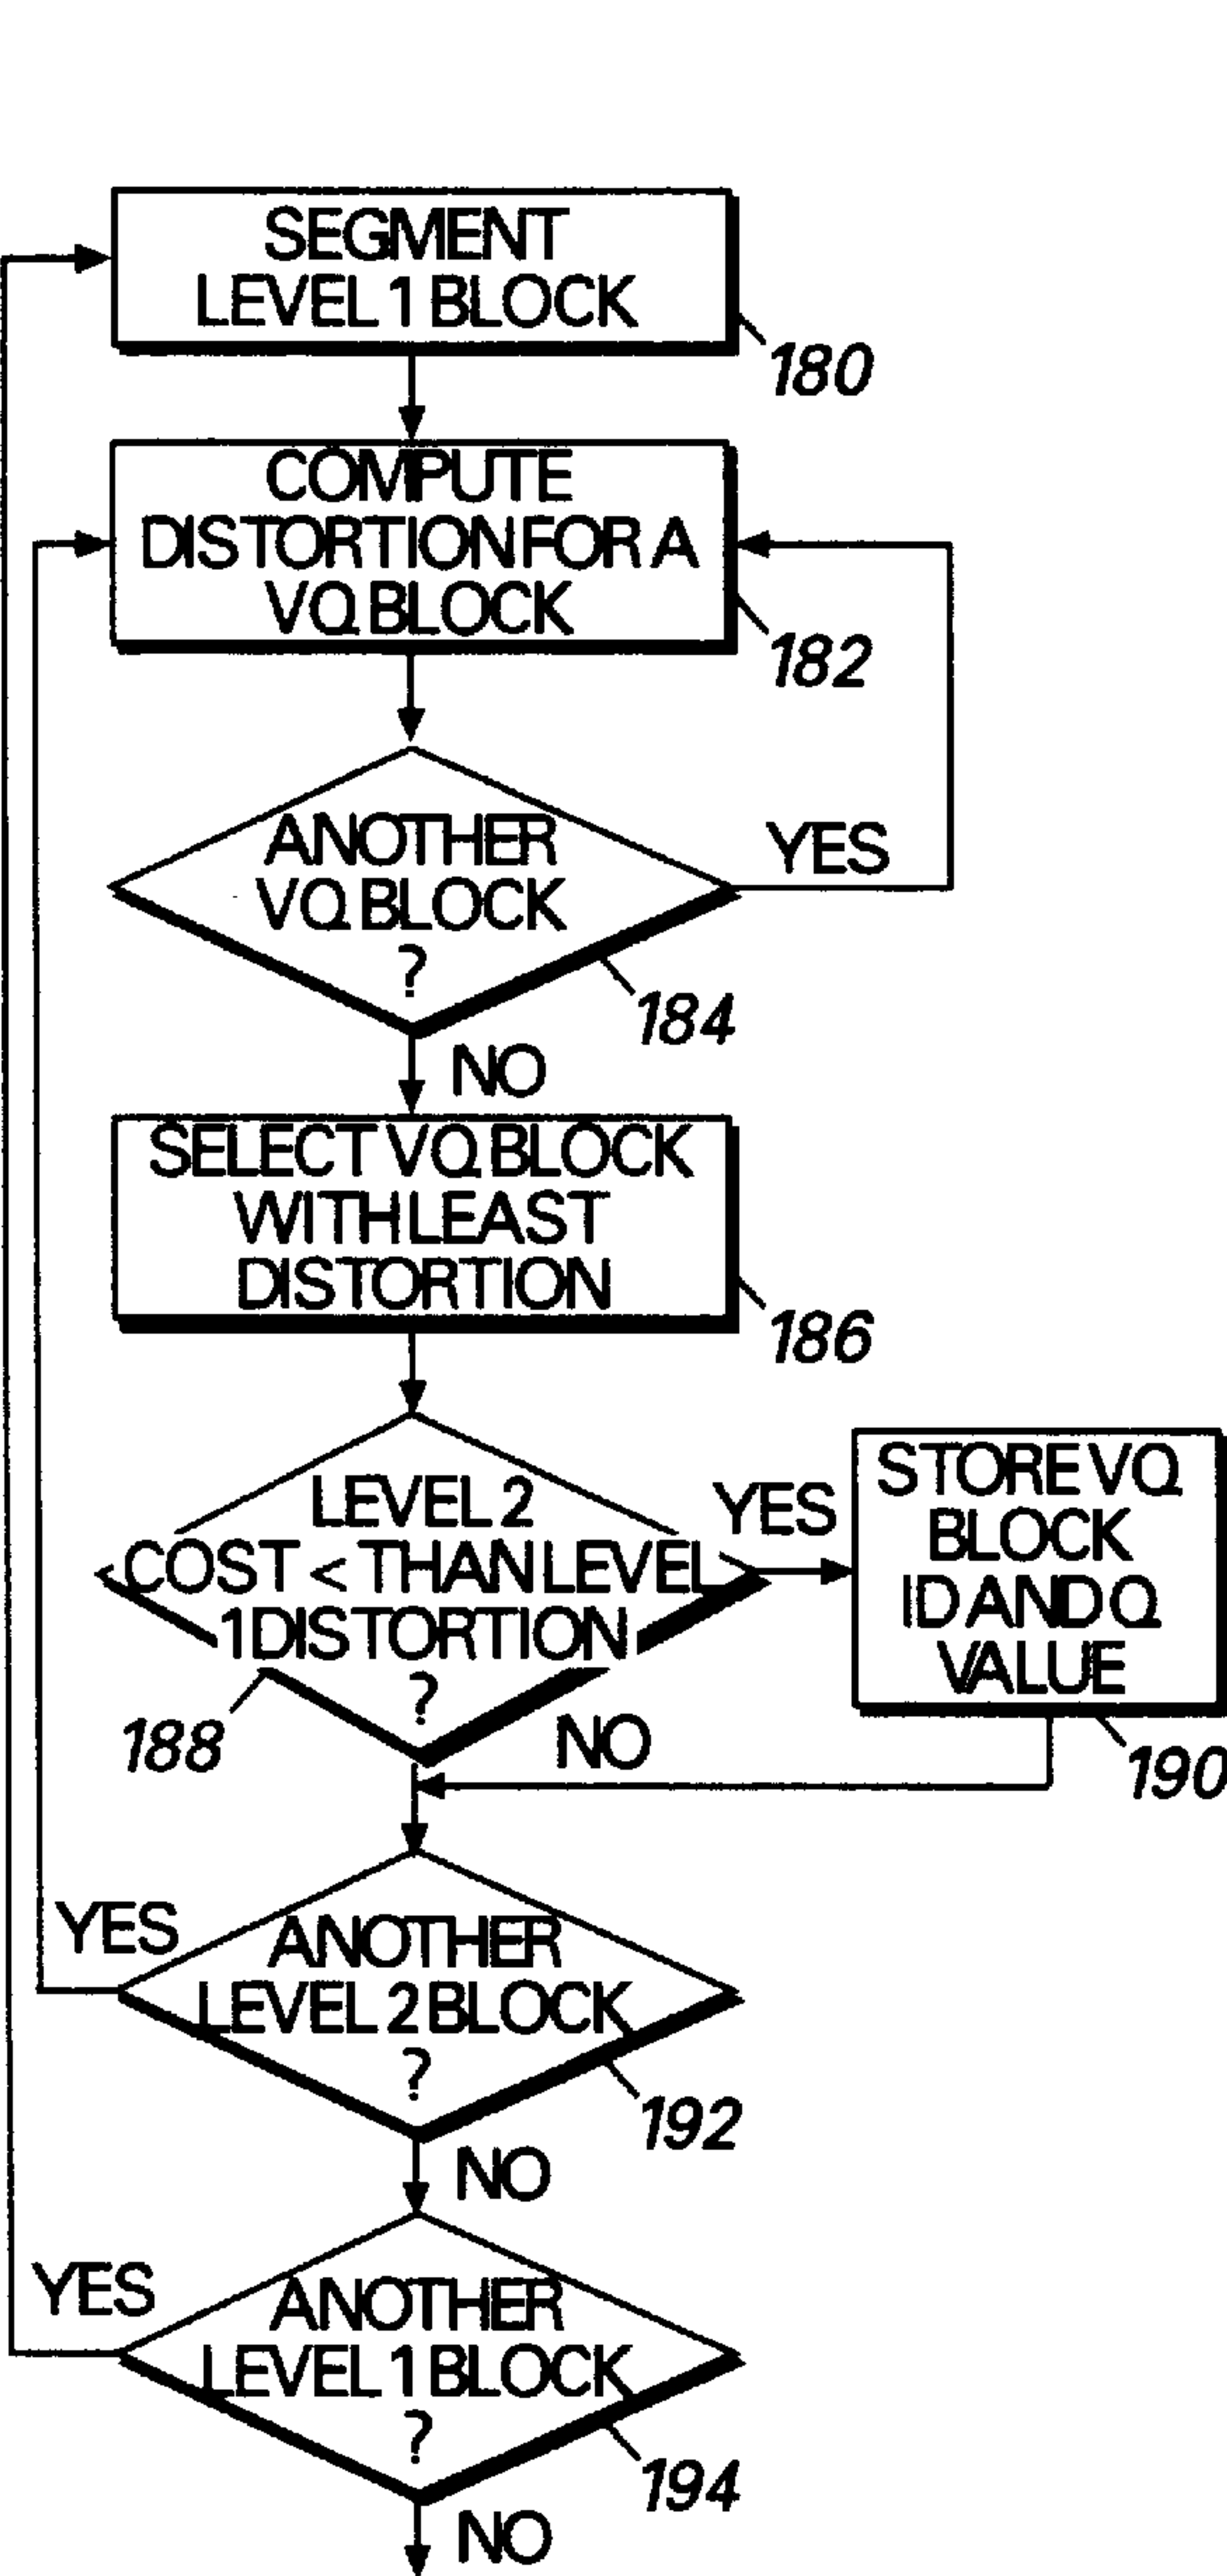 SEGMENT
LEVEL 1 BLOCK
180
COMPUTE
DISTORTION FOR A
VQ BLOCK
182
ANOTHER
VQ BLOCK
?
YES
184
NO
SELECT VQ BLOCK
WITH LEAST
DISTORTION
186
LEVEL 2
COST < THAN LEVEL
1 DISTORTION
?
YES
188
NO
STORE VQ
BLOCK
ID AND Q
VALUE
190
YES
ANOTHER
LEVEL 2 BLOCK
?
192
NO
YES
ANOTHER
LEVEL 1 BLOCK
?
194
NO